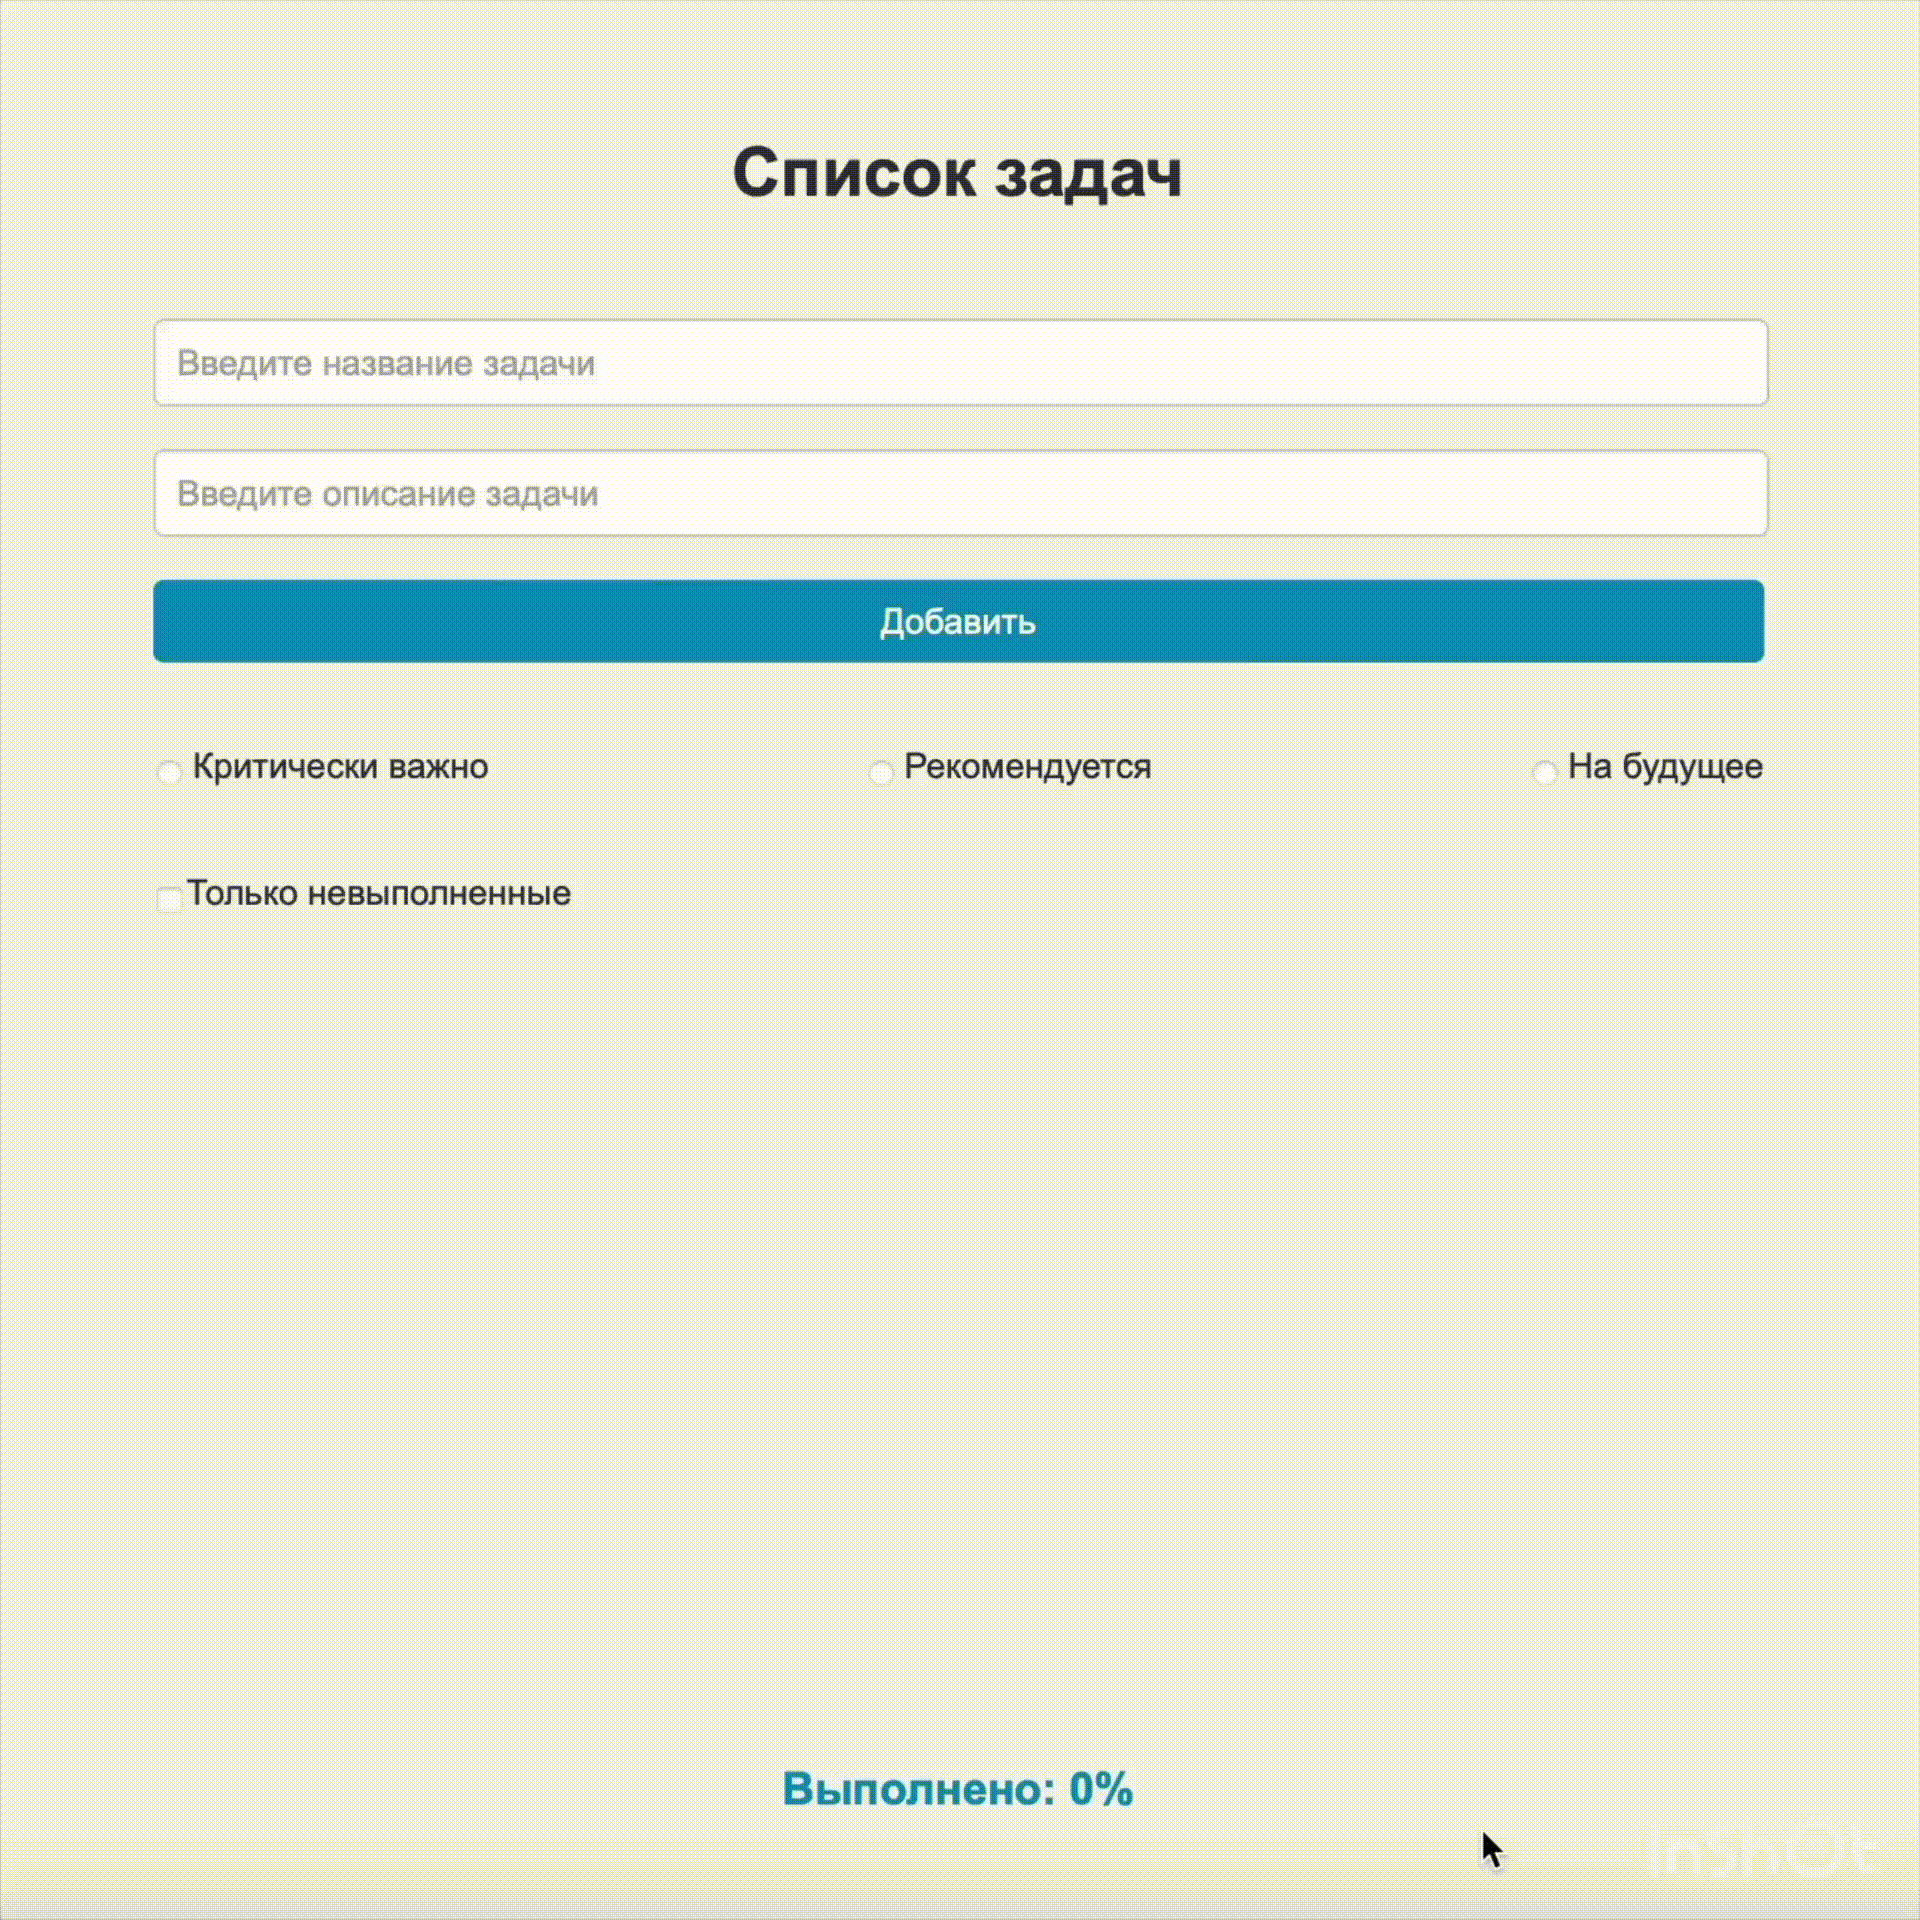 Список задач
Введите название задачи
Введите описание задачи
Добавить
Критически важно Рекомендуется На будущее
Только невыполненные
Выполнено: 0%
InShOt